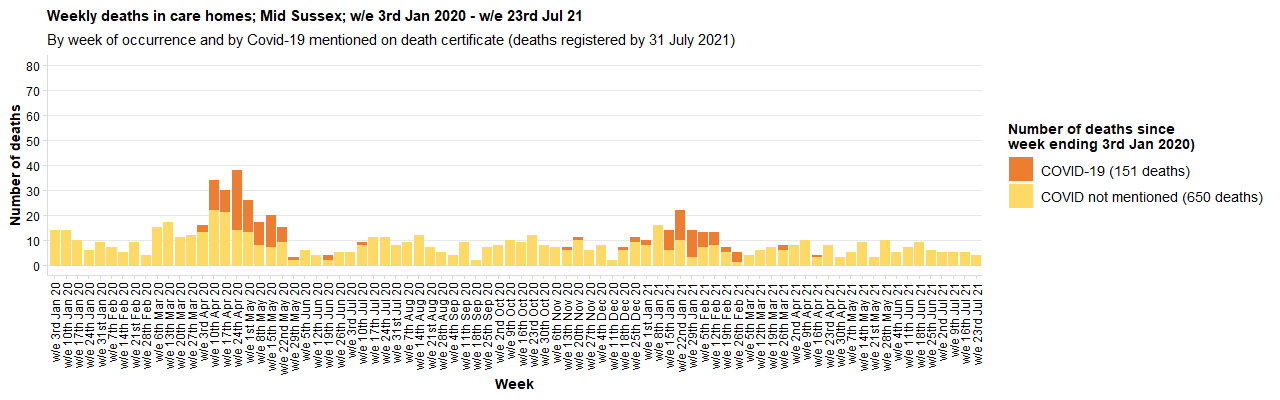 Weekly deaths in care homes; Mid Sussex; w/e 3rd Jan 2020 - w/e 23rd Jul 21
By week of occurrence and by Covid-19 mentioned on death certificate (deaths registered by 31 July 2021)
Number of deaths
80
70
60
50
40
30
20
10
0
w/e 3rd Jan 20
w/e 10th Jan 20
w/e 17th Jan 20
w/e 24th Jan 20
w/e 31st Jan 20
w/e 7th Feb 20
w/e 14th Feb 20
w/e 21st Feb 20
w/e 28th Feb 20
w/e 6th Mar 20
w/e 13th Mar 20
w/e 20th Mar 20
w/e 27th Mar 20
w/e 3rd Apr 20
w/e 10th Apr 20
w/e 17th Apr 20
w/e 24th Apr 20
w/e 1st May 20
w/e 8th May 20
w/e 15th May 20
w/e 22nd May 20
w/e 29th May 20
w/e 5th Jun 20
w/e 12th Jun 20
w/e 19th Jun 20
w/e 26th Jun 20
w/e 3rd Jul 20
w/e 10th Jul 20
w/e 17th Jul 20
w/e 24th Jul 20
w/e 31st Jul 20
w/e 7th Aug 20
w/e 14th Aug 20
w/e 21st Aug 20
w/e 28th Aug 20
w/e 4th Sep 20
w/e 11th Sep 20
w/e 18th Sep 20
w/e 25th Sep 20
w/e 2nd Oct 20
w/e 9th Oct 20
w/e 16th Oct 20
w/e 23rd Oct 20
w/e 30th Oct 20
w/e 6th Nov 20
w/e 13th Nov 20
w/e 20th Nov 20
w/e 27th Nov 20
w/e 4th Dec 20
w/e 11th Dec 20
w/e 18th Dec 20
w/e 25th Dec 20
w/e 1st Jan 21
w/e 8th Jan 21
w/e 15th Jan 21
w/e 22nd Jan 21
w/e 29th Jan 21
w/e 5th Feb 21
w/e 12th Feb 21
w/e 19th Feb 21
w/e 26th Feb 21
w/e 5th Mar 21
w/e 12th Mar 21
w/e 19th Mar 21
w/e 26th Mar 21
w/e 2nd Apr 21
w/e 9th Apr 21
w/e 16th Apr 21
w/e 23rd Apr 21
w/e 30th Apr 21
w/e 7th May 21
w/e 14th May 21
w/e 21st May 21
w/e 28th May 21
w/e 4th Jun 21
w/e 11th Jun 21
w/e 18th Jun 21
w/e 25th Jun 21
w/e 2nd Jul 21
w/e 9th Jul 21
w/e 16th Jul 21
w/e 23rd Jul 21
Week
Number of deaths since
week ending 3rd Jan 2020)
COVID-19 (151 deaths)
COVID not mentioned (650 deaths)